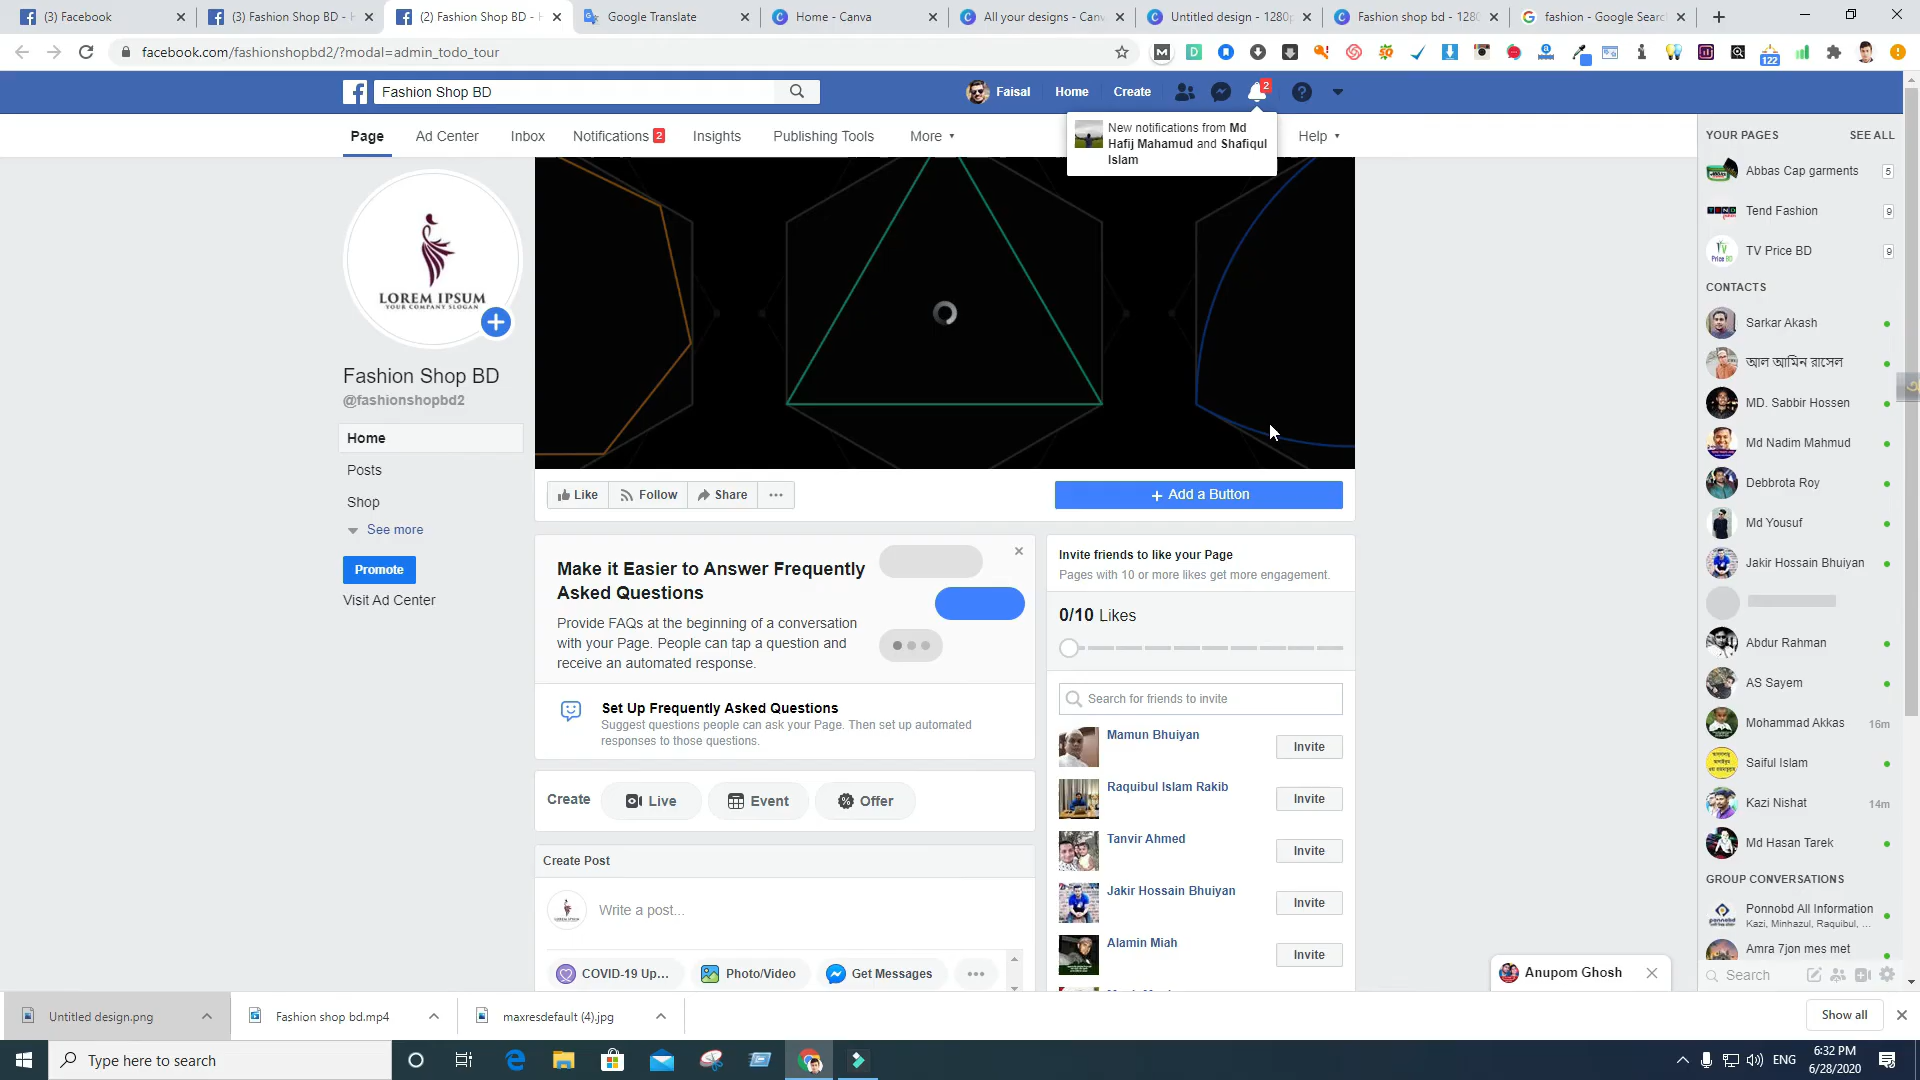 (3) Facebook
(3) Fashion Shop BD - H
(2) Fashion Shop BD - H
Google Translate
Home - Canva
All your designs - Canv
Untitled design - 1280p
Fashion shop bd - 128
fashion - Google Searc
facebook.com/fashionshopbd2/?modal=admin_todo_tour
122
Fashion Shop BD
Faisal
Home
Create
2
Page
Ad Center
Inbox
Notifications 2
Insights
Publishing Tools
More
Help
New notifications from Md
Hafij Mahamud and Shafiqul
Islam
LOREM IPSUM
YOUR COMPANY SLOGAN
Fashion Shop BD
@fashionshopbd2
Home
Posts
Shop
See more
Promote
Visit Ad Center
Like
Follow
Share
+ Add a Button
Make it Easier to Answer Frequently
Asked Questions
Provide FAQs at the beginning of a conversation
with your Page. People can tap a question and
receive an automated response.
Set Up Frequently Asked Questions
Suggest questions people can ask your Page. Then set up automated
responses to those questions.
Create
Live
Event
Offer
Create Post
Write a post...
COVID-19 Up...
Photo/Video
Get Messages
Invite friends to like your Page
Pages with 10 or more likes get more engagement.
0/10 Likes
Search for friends to invite
Mamun Bhuiyan
Invite
Raquibul Islam Rakib
Invite
Tanvir Ahmed
Invite
Jakir Hossain Bhuiyan
Invite
Alamin Miah
Invite
YOUR PAGES
SEE ALL
Abbas Cap garments
5
Tend Fashion
9
TV Price BD
9
CONTACTS
Sarkar Akash
আল আমিন রাসেল
MD. Sabbir Hossen
Md Nadim Mahmud
Debbrota Roy
Md Yousuf
Jakir Hossain Bhuiyan
Abdur Rahman
AS Sayem
Mohammad Akkas
16m
Saiful Islam
Kazi Nishat
14m
Md Hasan Tarek
GROUP CONVERSATIONS
Ponnobd All Information
Kazi, Minhazul, Raquibul, ...
Amra 7jon mes met
Search
Anupom Ghosh
Untitled design.png
Fashion shop bd.mp4
maxresdefault (4).jpg
Show all
Type here to search
ENG
6:32 PM
6/28/2020